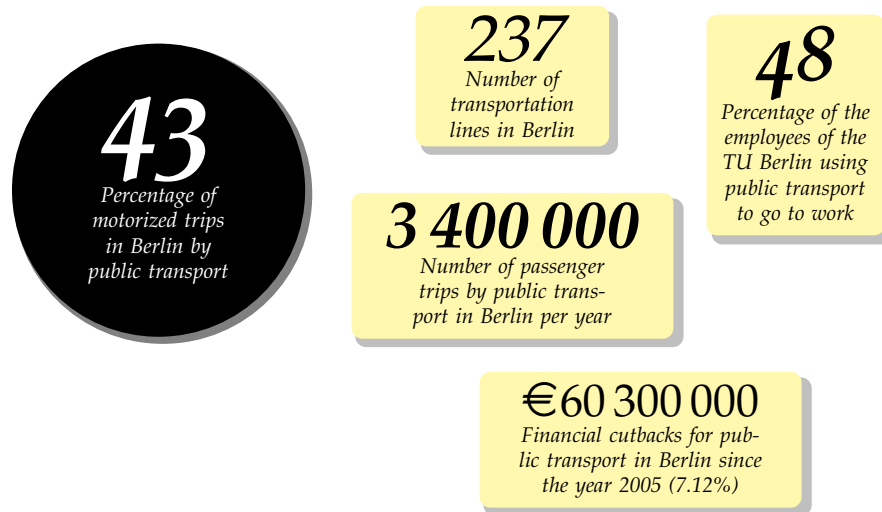 43
Percentage of
motorized trips
in Berlin by
public transport
237
Number of
transportation
lines in Berlin
48
Percentage of the
employees of the
TU Berlin using
public transport
to go to work
3 400 000
Number of passenger
trips by public trans-
port in Berlin per year
€60 300 000
Financial cutbacks for pub-
lic transport in Berlin since
the year 2005 (7.12%)